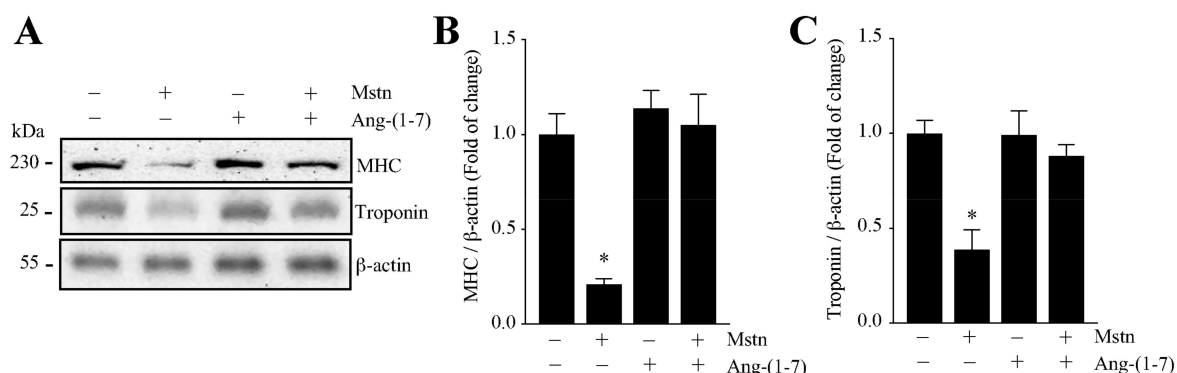 A
− + − + Mstn
− − + + Ang-(1-7)
kDa
230 - MHC
25 - Troponin
55 - β-actin
B
MHC / β-actin (Fold of change)
1.5
1.0
0.5
0.0
*
− + − + Mstn
− − + + Ang-(1-7)
C
Troponin / β-actin (Fold of change)
1.5
1.0
0.5
0.0
*
− + − + Mstn
− − + + Ang-(1-7)